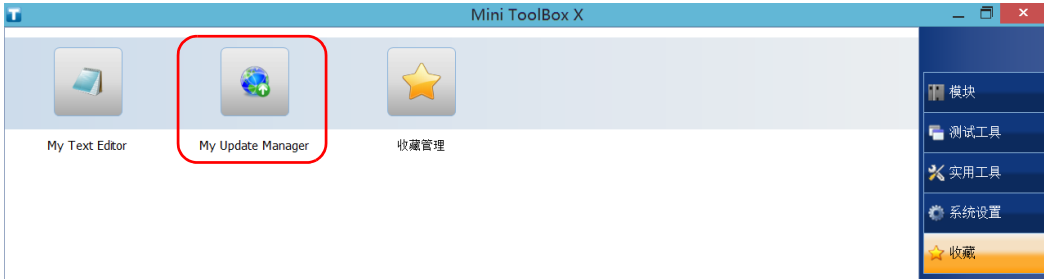 Mini ToolBox X
My Text Editor
My Update Manager
收藏管理
模块
测试工具
实用工具
系统设置
收藏